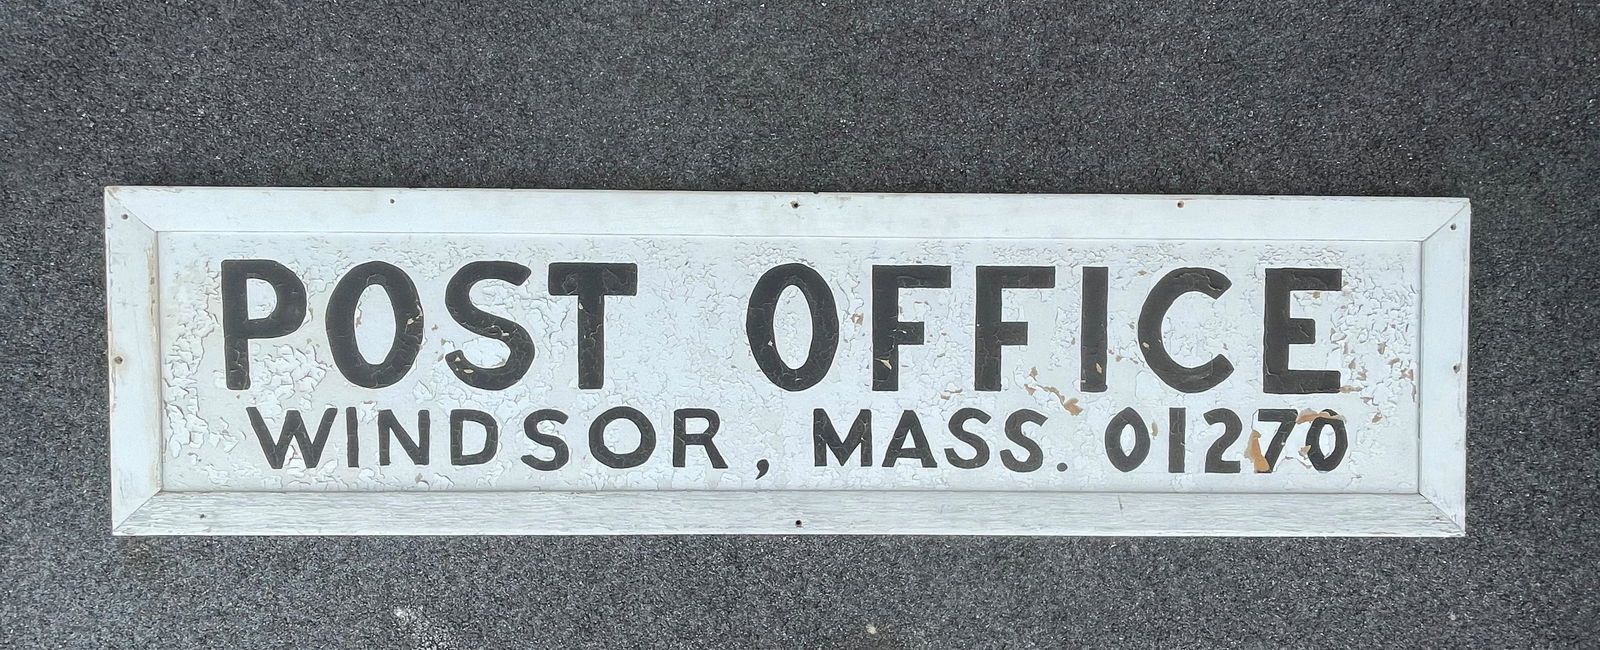 POST OFFICE
WINDSOR, MASS. 01270